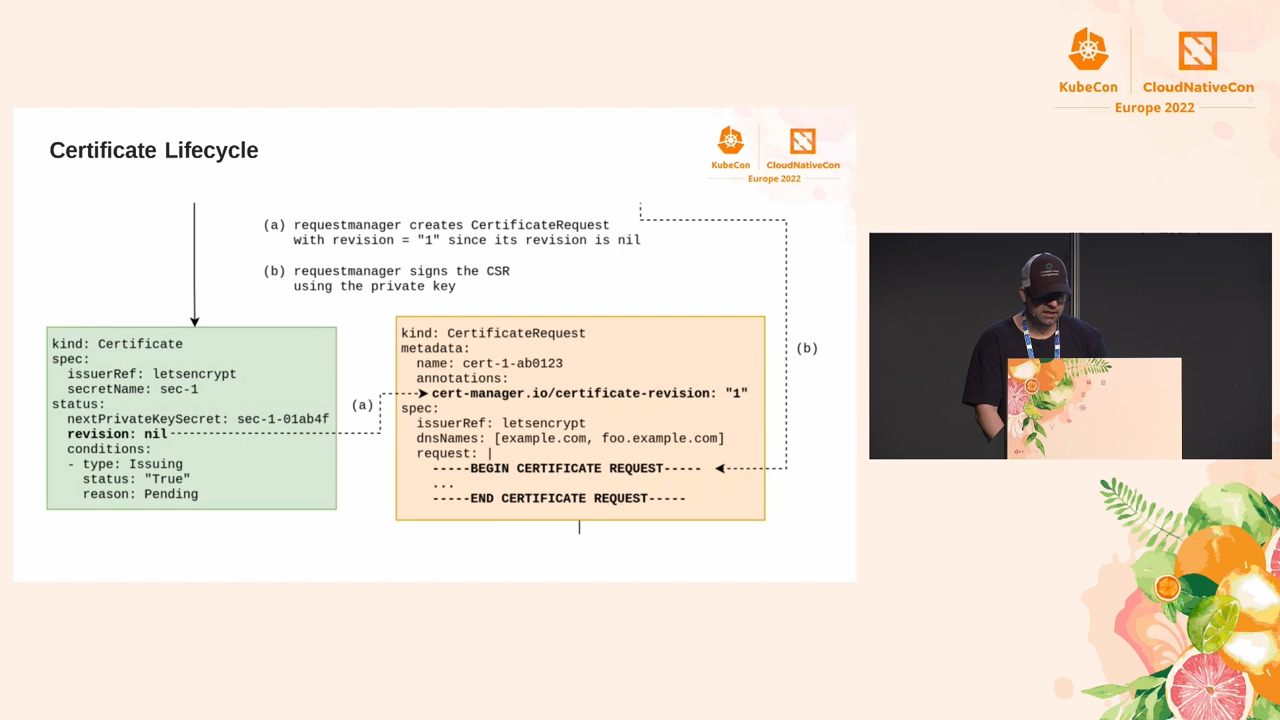 KubeCon
CloudNativeCon
Europe 2022
Certificate Lifecycle
KubeCon
CloudNativeCon
Europe 2022
(a) requestmanager creates CertificateRequest
with revision = "1" since its revision is nil
(b) requestmanager signs the CSR
using the private key
kind: Certificate
spec:
issuerRef: letsencrypt
secretName: sec-1
status:
nextPrivateKeySecret: sec-1-01ab4f
revision: nil
conditions:
- type: Issuing
status: "True"
reason: Pending
(a)
kind: CertificateRequest
metadata:
name: cert-1-ab0123
annotations:
cert-manager.io/certificate-revision: "1"
spec:
issuerRef: letsencrypt
dnsNames: [example.com, foo.example.com]
request: |
-----BEGIN CERTIFICATE REQUEST-----
...
-----END CERTIFICATE REQUEST-----
(b)